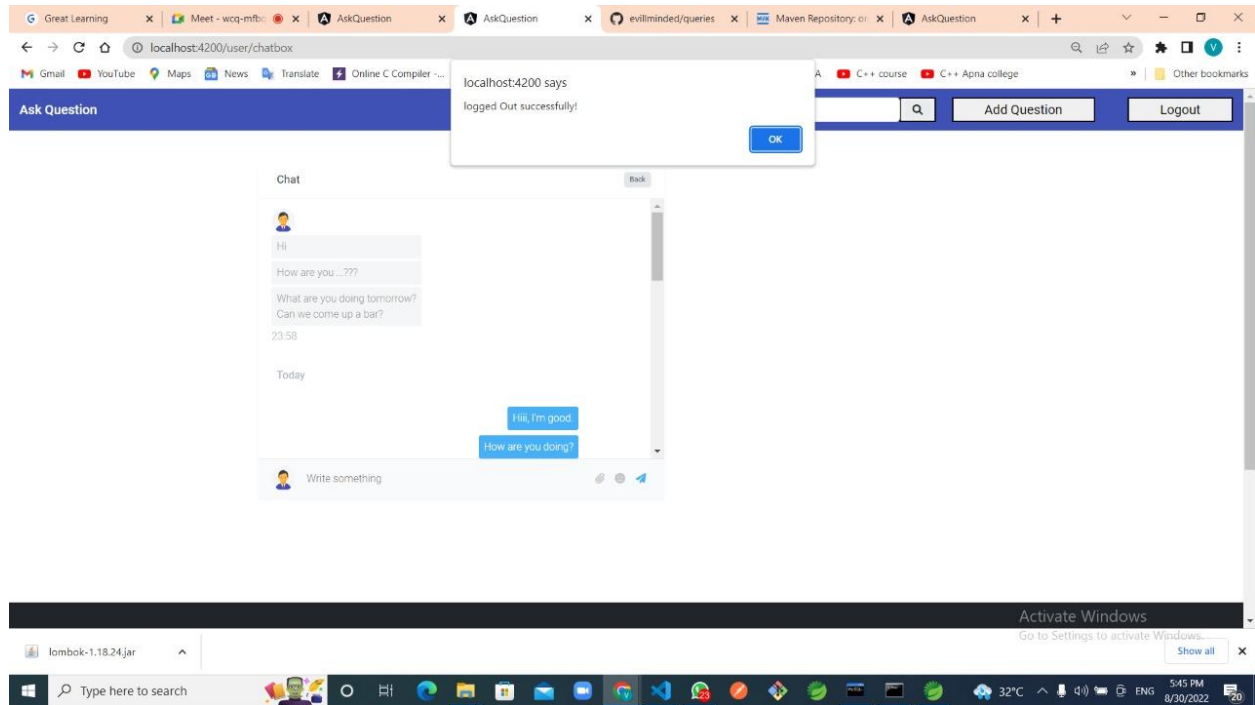 Great Learning
Meet - wcq-mfbc
AskQuestion
AskQuestion
evillminded/queries
Maven Repository: or
AskQuestion
localhost:4200/user/chatbox
V
Gmail
YouTube
Maps
News
Translate
Online C Compiler -...
A
C++ course
C++ Apna college
»
Other bookmarks
localhost:4200 says
logged Out successfully!
OK
Ask Question
Add Question
Logout
Chat
Back
Hi
How are you ...???
What are you doing tomorrow?
Can we come up a bar?
23:58
Today
Hiii, I'm good.
How are you doing?
Write something
Activate Windows
Go to Settings to activate Windows.
lombok-1.18.24.jar
Show all
Type here to search
32°C
ENG
5:45 PM
8/30/2022
20